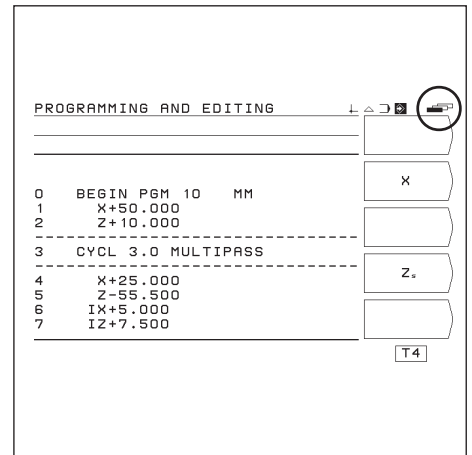 PROGRAMMING AND EDITING
X
0 BEGIN PGM 10 MM
1 X+50.000
2 Z+10.000
3 CYCL 3.0 MULTIPASS
Zs
4 X+25.000
5 Z-55.500
6 IX+5.000
7 IZ+7.500
T4